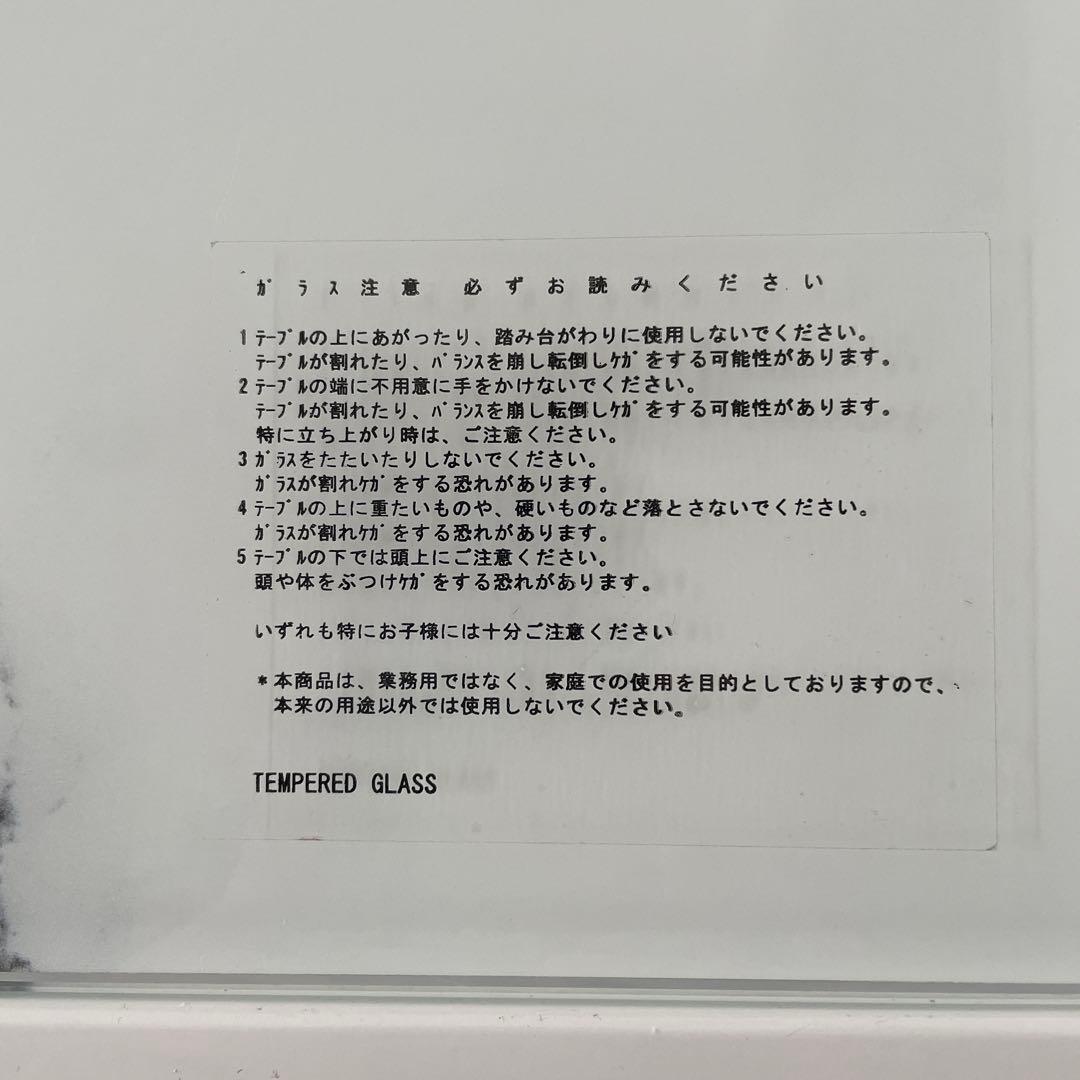 ｶﾞ ﾗ ｽ 注 意　必 ず お 読 み く だ さ い
1 ﾃｰﾌﾞﾙの上にあがったり、踏み台がわりに使用しないでください。
ﾃｰﾌﾞﾙが割れたり、ﾊﾞﾗﾝｽを崩し転倒しｹｶﾞをする可能性があります。
2 ﾃｰﾌﾞﾙの端に不用意に手をかけないでください。
ﾃｰﾌﾞﾙが割れたり、ﾊﾞﾗﾝｽを崩し転倒しｹｶﾞをする可能性があります。
特に立ち上がり時は、ご注意ください。
3 ｶﾞﾗｽをたたいたりしないでください。
ｶﾞﾗｽが割れｹｶﾞをする恐れがあります。
4 ﾃｰﾌﾞﾙの上に重たいものや、硬いものなど落とさないでください。
ｶﾞﾗｽが割れｹｶﾞをする恐れがあります。
5 ﾃｰﾌﾞﾙの下では頭上にご注意ください。
頭や体をぶつけｹｶﾞをする恐れがあります。
いずれも特にお子様には十分ご注意ください
*本商品は、業務用ではなく、家庭での使用を目的としておりますので、
本来の用途以外では使用しないでください。
TEMPERED GLASS